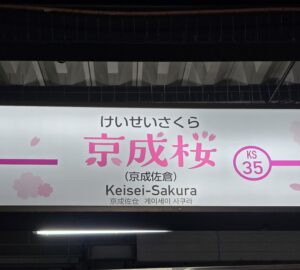 けいせいさくら
京成桜
(京成佐倉)
Keisei-Sakura
京成佐仓 게이세이 사쿠라
KS
35